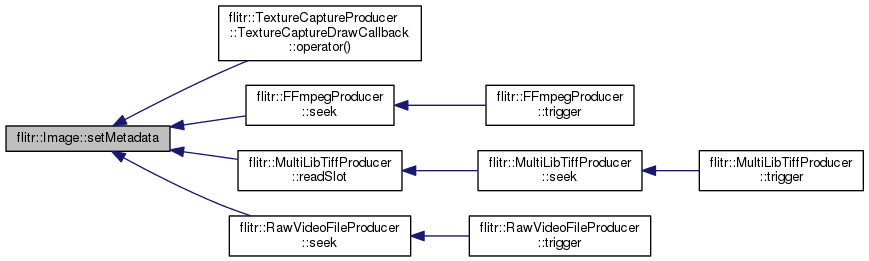 flitr::TextureCaptureProducer
::TextureCaptureDrawCallback
::operator()
flitr::FFmpegProducer
::seek
flitr::FFmpegProducer
::trigger
flitr::Image::setMetadata
flitr::MultiLibTiffProducer
::readSlot
flitr::MultiLibTiffProducer
::seek
flitr::MultiLibTiffProducer
::trigger
flitr::RawVideoFileProducer
::seek
flitr::RawVideoFileProducer
::trigger